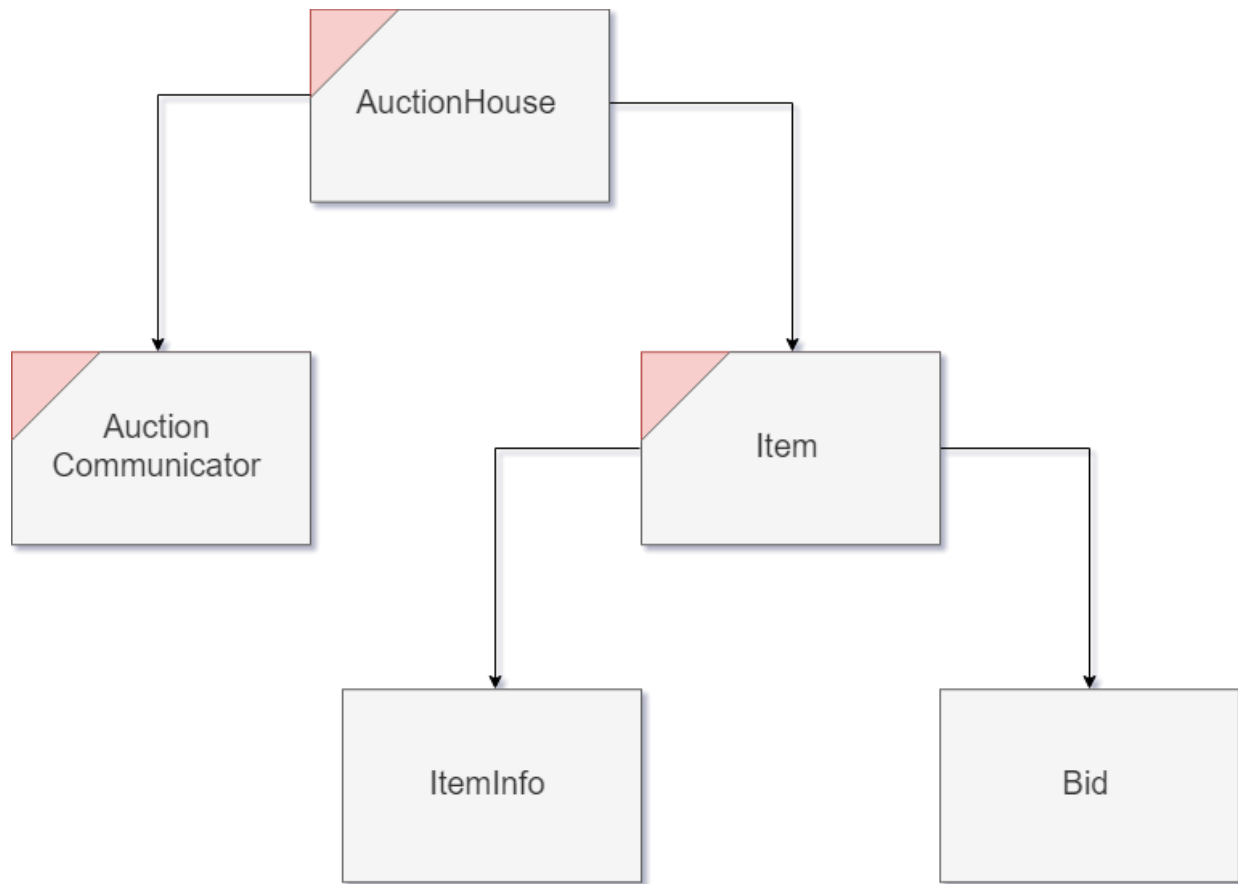 AuctionHouse
Auction
Communicator
Item
ItemInfo
Bid